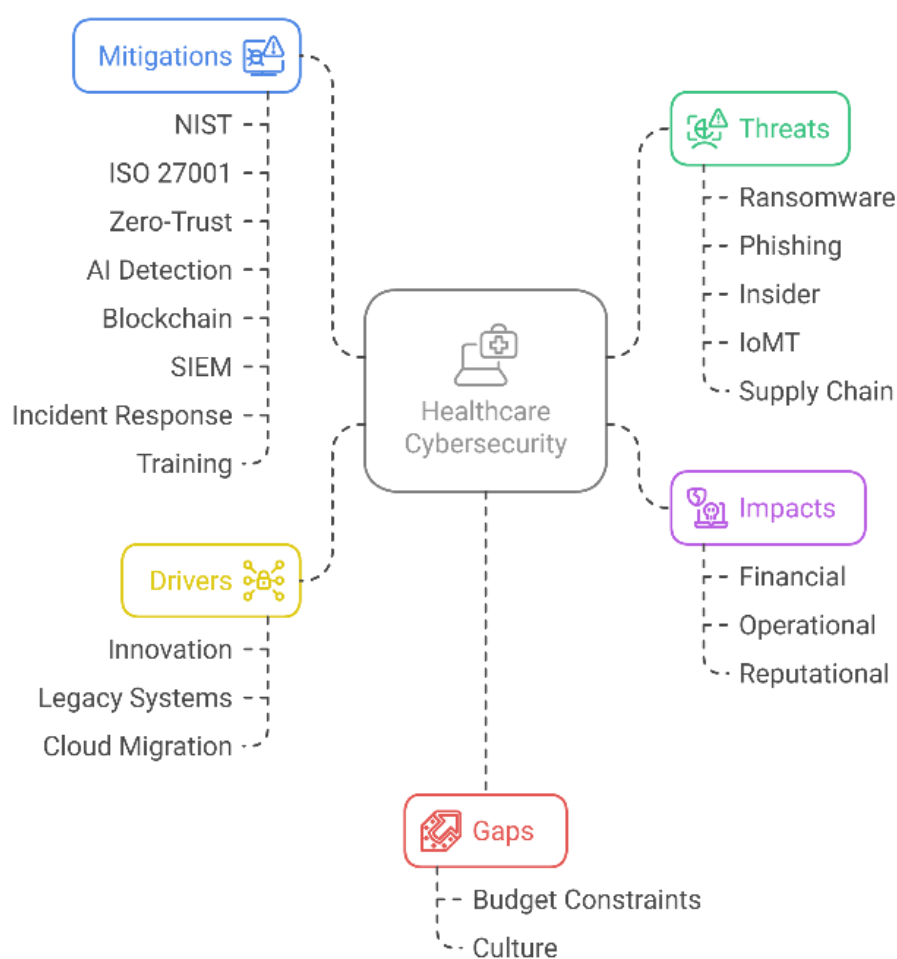 Mitigations
NIST
ISO 27001
Zero-Trust
AI Detection
Blockchain
SIEM
Incident Response
Training
Threats
Ransomware
Phishing
Insider
IoMT
Supply Chain
Healthcare
Cybersecurity
Impacts
Financial
Operational
Reputational
Drivers
Innovation
Legacy Systems
Cloud Migration
Gaps
Budget Constraints
Culture